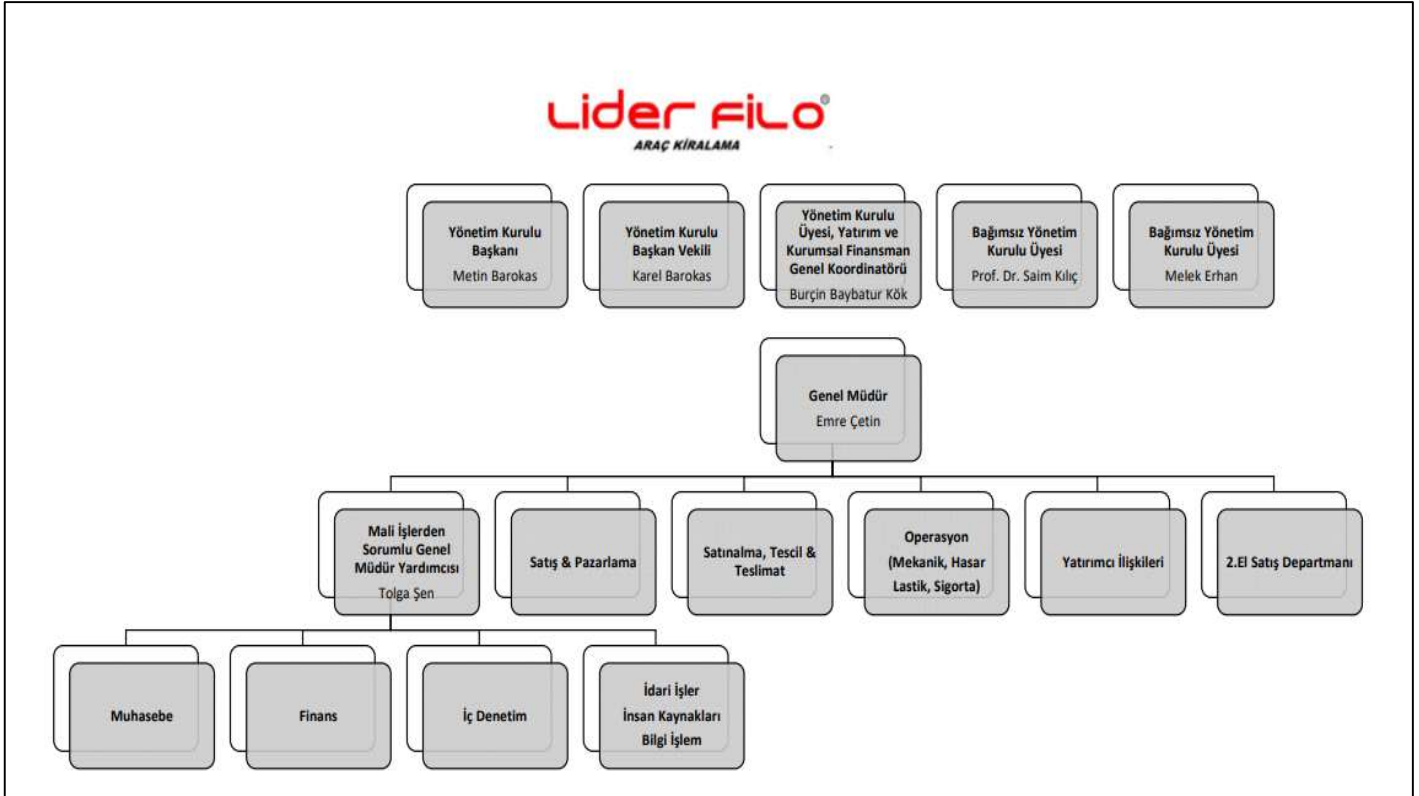 Lider FiLo®
ARAÇ KİRALAMA
Yönetim Kurulu
Başkanı
Metin Barokas
Yönetim Kurulu
Başkan Vekili
Karel Barokas
Yönetim Kurulu
Üyesi, Yatırım ve
Kurumsal Finansman
Genel Koordinatörü
Burçin Baybatur Kök
Bağımsız Yönetim
Kurulu Üyesi
Prof. Dr. Saim Kılıç
Bağımsız Yönetim
Kurulu Üyesi
Melek Erhan
Genel Müdür
Emre Çetin
Mali İşlerden
Sorumlu Genel
Müdür Yardımcısı
Tolga Şen
Satış & Pazarlama
Satınalma, Tescil &
Teslimat
Operasyon
(Mekanik, Hasar
Lastik, Sigorta)
Yatırımcı İlişkileri
2.El Satış Departmanı
Muhasebe
Finans
İç Denetim
İdari İşler
İnsan Kaynakları
Bilgi İşlem